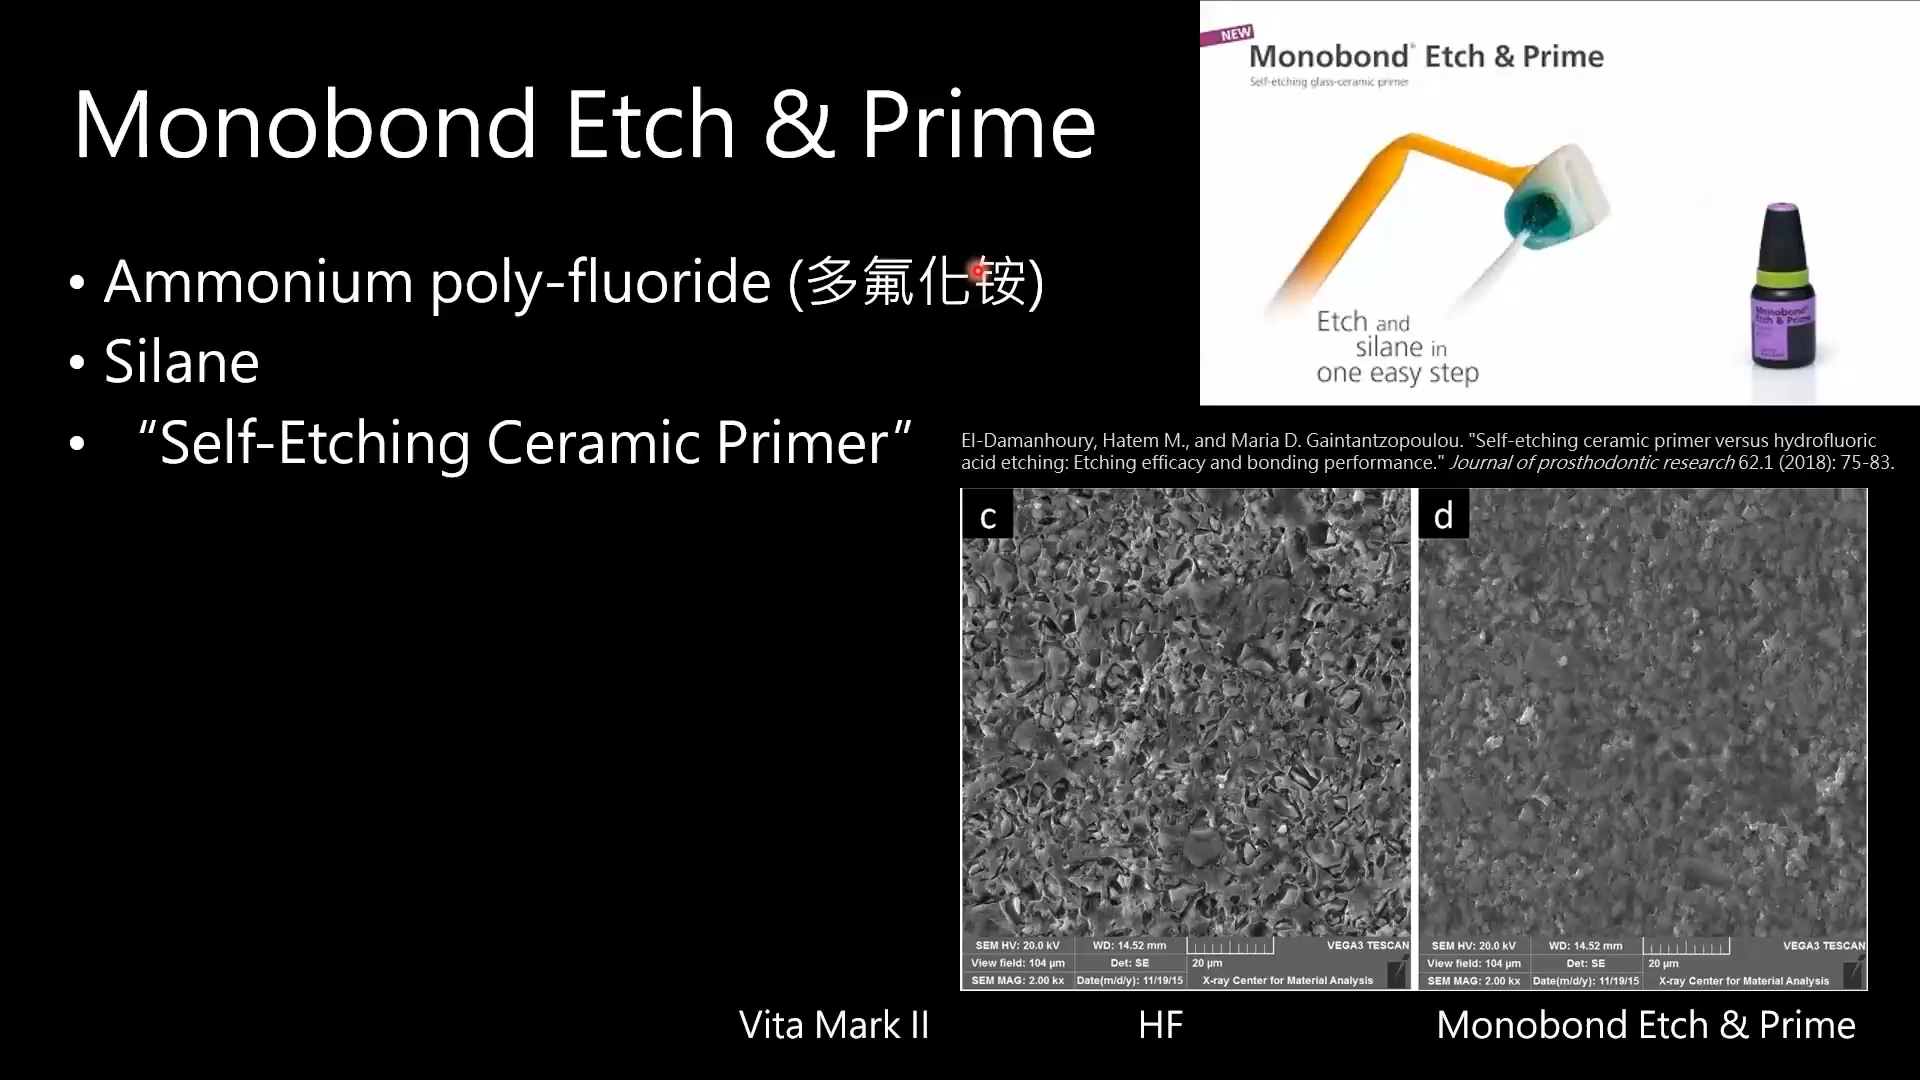 Monobond Etch & Prime
• Ammonium poly-fluoride (多氟化铵)
• Silane
• “Self-Etching Ceramic Primer”
NEW
Monobond® Etch & Prime
Self-etching glass-ceramic primer
Etch and
silane in
one easy step
Monobond
Etch & Prime
El-Damanhoury, Hatem M., and Maria D. Gaintantzopoulou. "Self-etching ceramic primer versus hydrofluoric
acid etching: Etching efficacy and bonding performance." Journal of prosthodontic research 62.1 (2018): 75-83.
c
d
SEM HV: 20.0 kV WD: 14.52 mm VEGA3 TESCAN
View field: 104 µm Det: SE 20 µm
SEM MAG: 2.00 kx Date(m/d/y): 11/19/15 X-ray Center for Material Analysis
SEM HV: 20.0 kV WD: 14.52 mm VEGA3 TESCAN
View field: 104 µm Det: SE 20 µm
SEM MAG: 2.00 kx Date(m/d/y): 11/19/15 X-ray Center for Material Analysis
Vita Mark II
HF
Monobond Etch & Prime